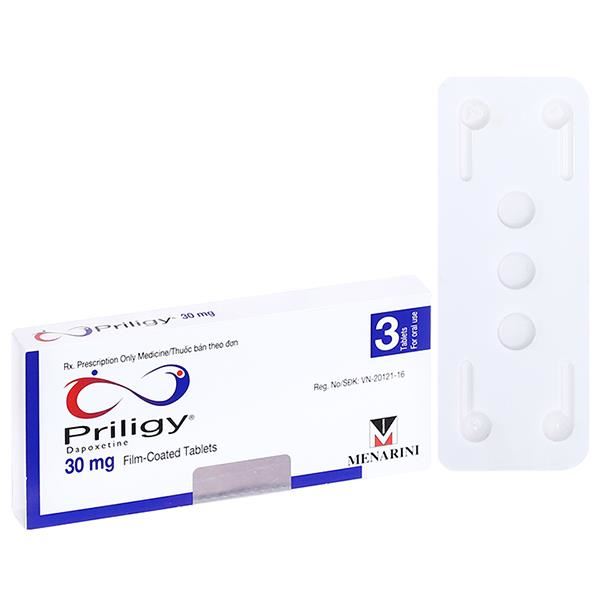 Priligy® 30 mg
3
Tablets
For oral use
Rx. Prescription Only Medicine/Thuốc bán theo đơn
Reg. No/SĐK: VN-20121-16
Priligy®
Dapoxetine
30 mg Film-Coated Tablets
MENARINI